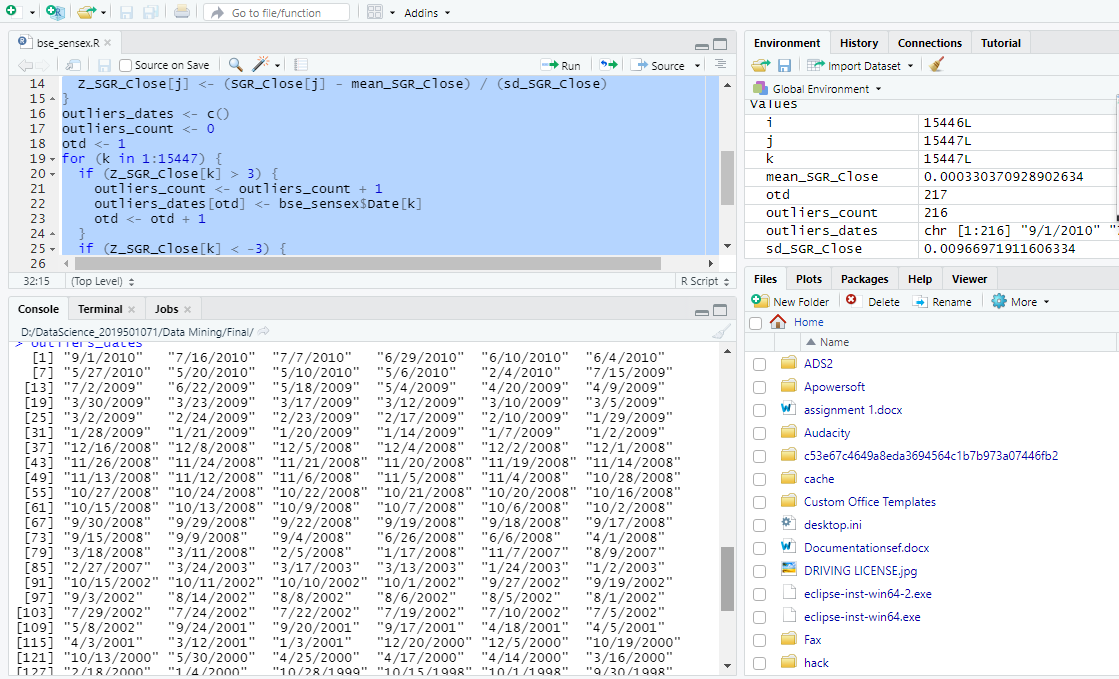 Go to file/function
Addins
bse_sensex.R
Source on Save
Run
Source
14 Z_SGR_Close[j] <- (SGR_Close[j] - mean_SGR_Close) / (sd_SGR_Close)
15 }
16 outliers_dates <- c()
17 outliers_count <- 0
18 otd <- 1
19 for (k in 1:15447) {
20 if (Z_SGR_Close[k] > 3) {
21 outliers_count <- outliers_count + 1
22 outliers_dates[otd] <- bse_sensex$Date[k]
23 otd <- otd + 1
24 }
25 if (Z_SGR_Close[k] < -3) {
26
32:15 (Top Level) R Script
Console Terminal Jobs
D:/DataScience_2019501071/Data Mining/Final/
> outliers_dates
[1] "9/1/2010" "7/16/2010" "7/7/2010" "6/29/2010" "6/10/2010" "6/4/2010"
[7] "5/27/2010" "5/20/2010" "5/10/2010" "5/6/2010" "2/4/2010" "7/15/2009"
[13] "7/2/2009" "6/22/2009" "5/18/2009" "5/4/2009" "4/20/2009" "4/9/2009"
[19] "3/30/2009" "3/23/2009" "3/17/2009" "3/12/2009" "3/10/2009" "3/5/2009"
[25] "3/2/2009" "2/24/2009" "2/23/2009" "2/17/2009" "2/10/2009" "1/29/2009"
[31] "1/28/2009" "1/21/2009" "1/20/2009" "1/14/2009" "1/7/2009" "1/2/2009"
[37] "12/16/2008" "12/8/2008" "12/5/2008" "12/4/2008" "12/2/2008" "12/1/2008"
[43] "11/26/2008" "11/24/2008" "11/21/2008" "11/20/2008" "11/19/2008" "11/14/2008"
[49] "11/13/2008" "11/12/2008" "11/6/2008" "11/5/2008" "11/4/2008" "10/28/2008"
[55] "10/27/2008" "10/24/2008" "10/22/2008" "10/21/2008" "10/20/2008" "10/16/2008"
[61] "10/15/2008" "10/13/2008" "10/9/2008" "10/7/2008" "10/6/2008" "10/2/2008"
[67] "9/30/2008" "9/29/2008" "9/22/2008" "9/19/2008" "9/18/2008" "9/17/2008"
[73] "9/15/2008" "9/9/2008" "9/4/2008" "6/26/2008" "6/6/2008" "4/1/2008"
[79] "3/18/2008" "3/11/2008" "2/5/2008" "1/17/2008" "11/7/2007" "8/9/2007"
[85] "2/27/2007" "3/24/2003" "3/17/2003" "3/13/2003" "1/24/2003" "1/2/2003"
[91] "10/15/2002" "10/11/2002" "10/10/2002" "10/1/2002" "9/27/2002" "9/19/2002"
[97] "9/3/2002" "8/14/2002" "8/8/2002" "8/6/2002" "8/5/2002" "8/1/2002"
[103] "7/29/2002" "7/24/2002" "7/22/2002" "7/19/2002" "7/10/2002" "7/5/2002"
[109] "5/8/2002" "9/24/2001" "9/20/2001" "9/17/2001" "4/18/2001" "4/5/2001"
[115] "4/3/2001" "3/12/2001" "1/3/2001" "12/20/2000" "12/5/2000" "10/19/2000"
[121] "10/13/2000" "5/30/2000" "4/25/2000" "4/17/2000" "4/14/2000" "3/16/2000"
[127] "2/18/2000" "1/4/2000" "10/28/1999" "10/15/1998" "10/1/1998" "9/30/1998"
Environment History Connections Tutorial
Import Dataset
Global Environment
Values
i 15446L
j 15447L
k 15447L
mean_SGR_Close 0.000330370928902634
otd 217
outliers_count 216
outliers_dates chr [1:216] "9/1/2010"
sd_SGR_Close 0.00966971911606334
Files Plots Packages Help Viewer
New Folder Delete Rename More
Home
Name
ADS2
Apowersoft
assignment 1.docx
Audacity
c53e67c4649a8eda3694564c1b7b973a07446fb2
cache
Custom Office Templates
desktop.ini
Documentationsef.docx
DRIVING LICENSE.jpg
eclipse-inst-win64-2.exe
eclipse-inst-win64.exe
Fax
hack